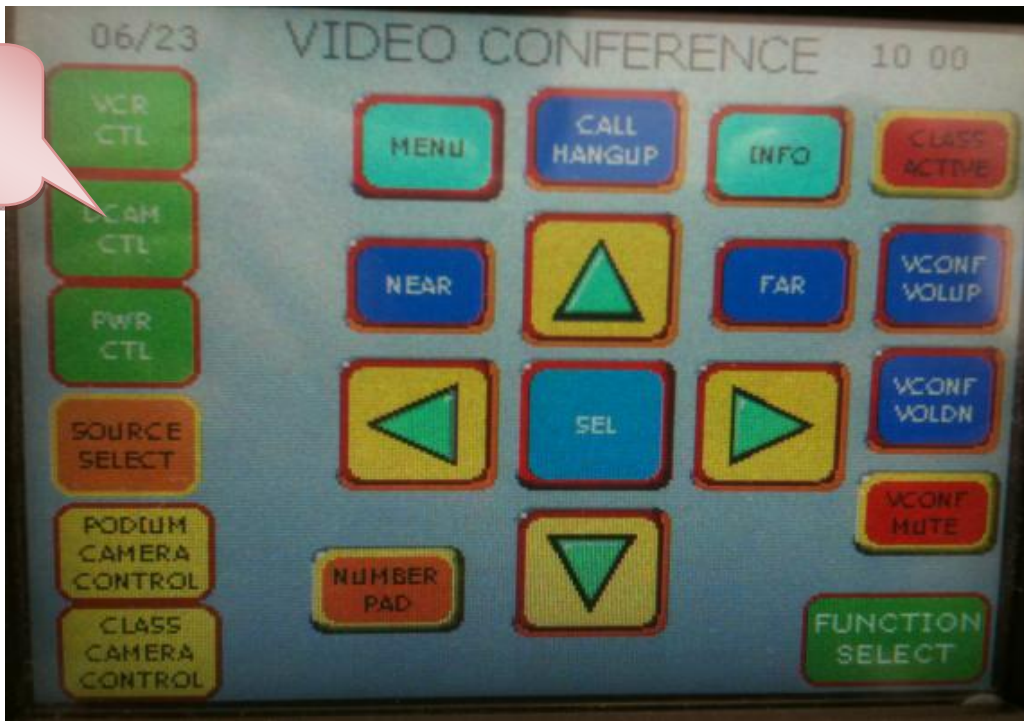 06/23 VIDEO CONFERENCE 10 00
VCR
CTL
MENU
CALL
HANGUP
INFO
CLASS
ACTIVE
DCAM
CTL
NEAR
FAR
VCONF
VOLUP
PWR
CTL
SOURCE
SELECT
SEL
VCONF
VOLDN
PODIUM
CAMERA
CONTROL
NUMBER
PAD
VCONF
MUTE
CLASS
CAMERA
CONTROL
FUNCTION
SELECT